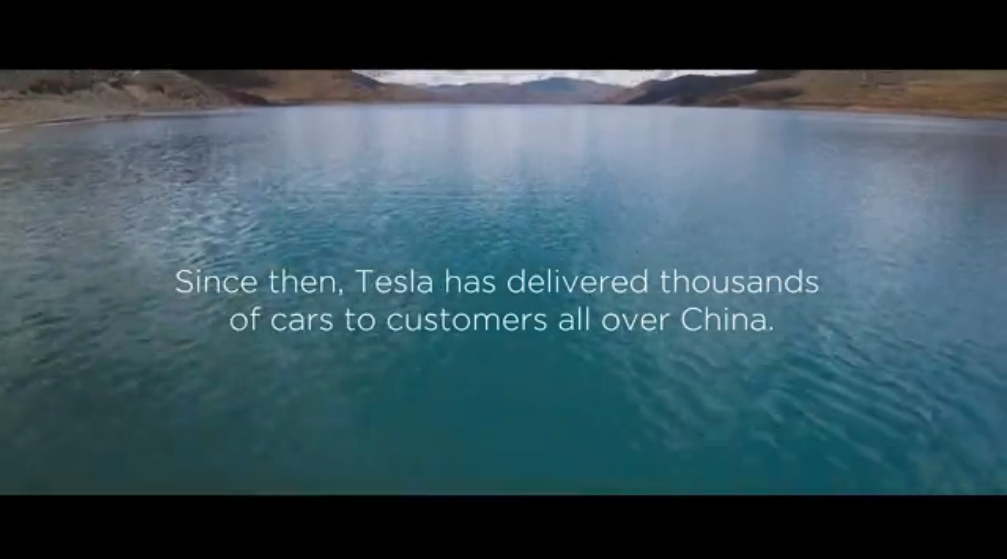 Since then, Tesla has delivered thousands
of cars to customers all over China.